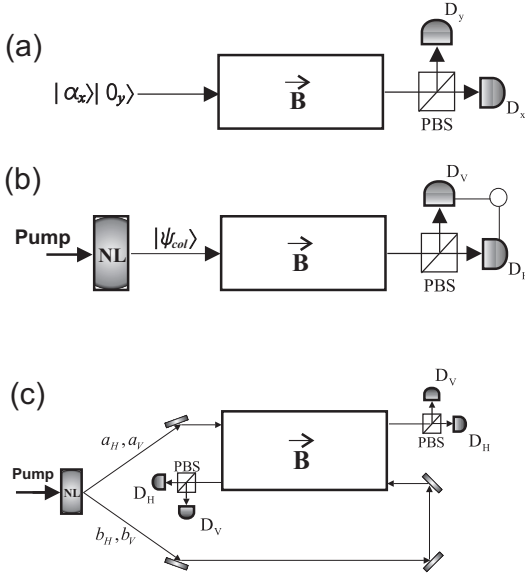 (a)
D_y
|α_x⟩|0_y⟩
B
D_x
PBS
(b)
D_V
Pump
NL
|ψ_col⟩
B
D_H
PBS
(c)
D_V
a_H, a_V
B
PBS
D_H
Pump
NL
PBS
D_H
D_V
b_H, b_V